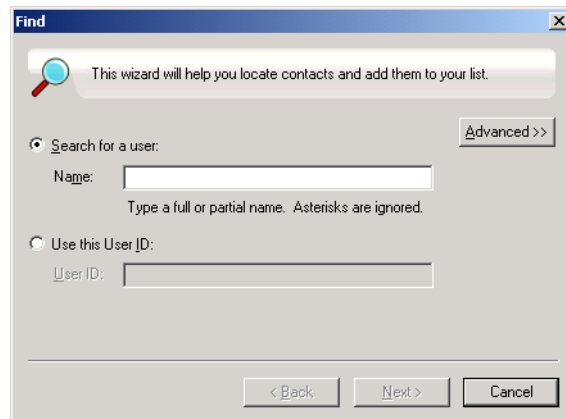 Find
This wizard will help you locate contacts and add them to your list.
Advanced >>
Search for a user:
Name:
Type a full or partial name.  Asterisks are ignored.
Use this User ID:
User ID:
< Back
Next >
Cancel